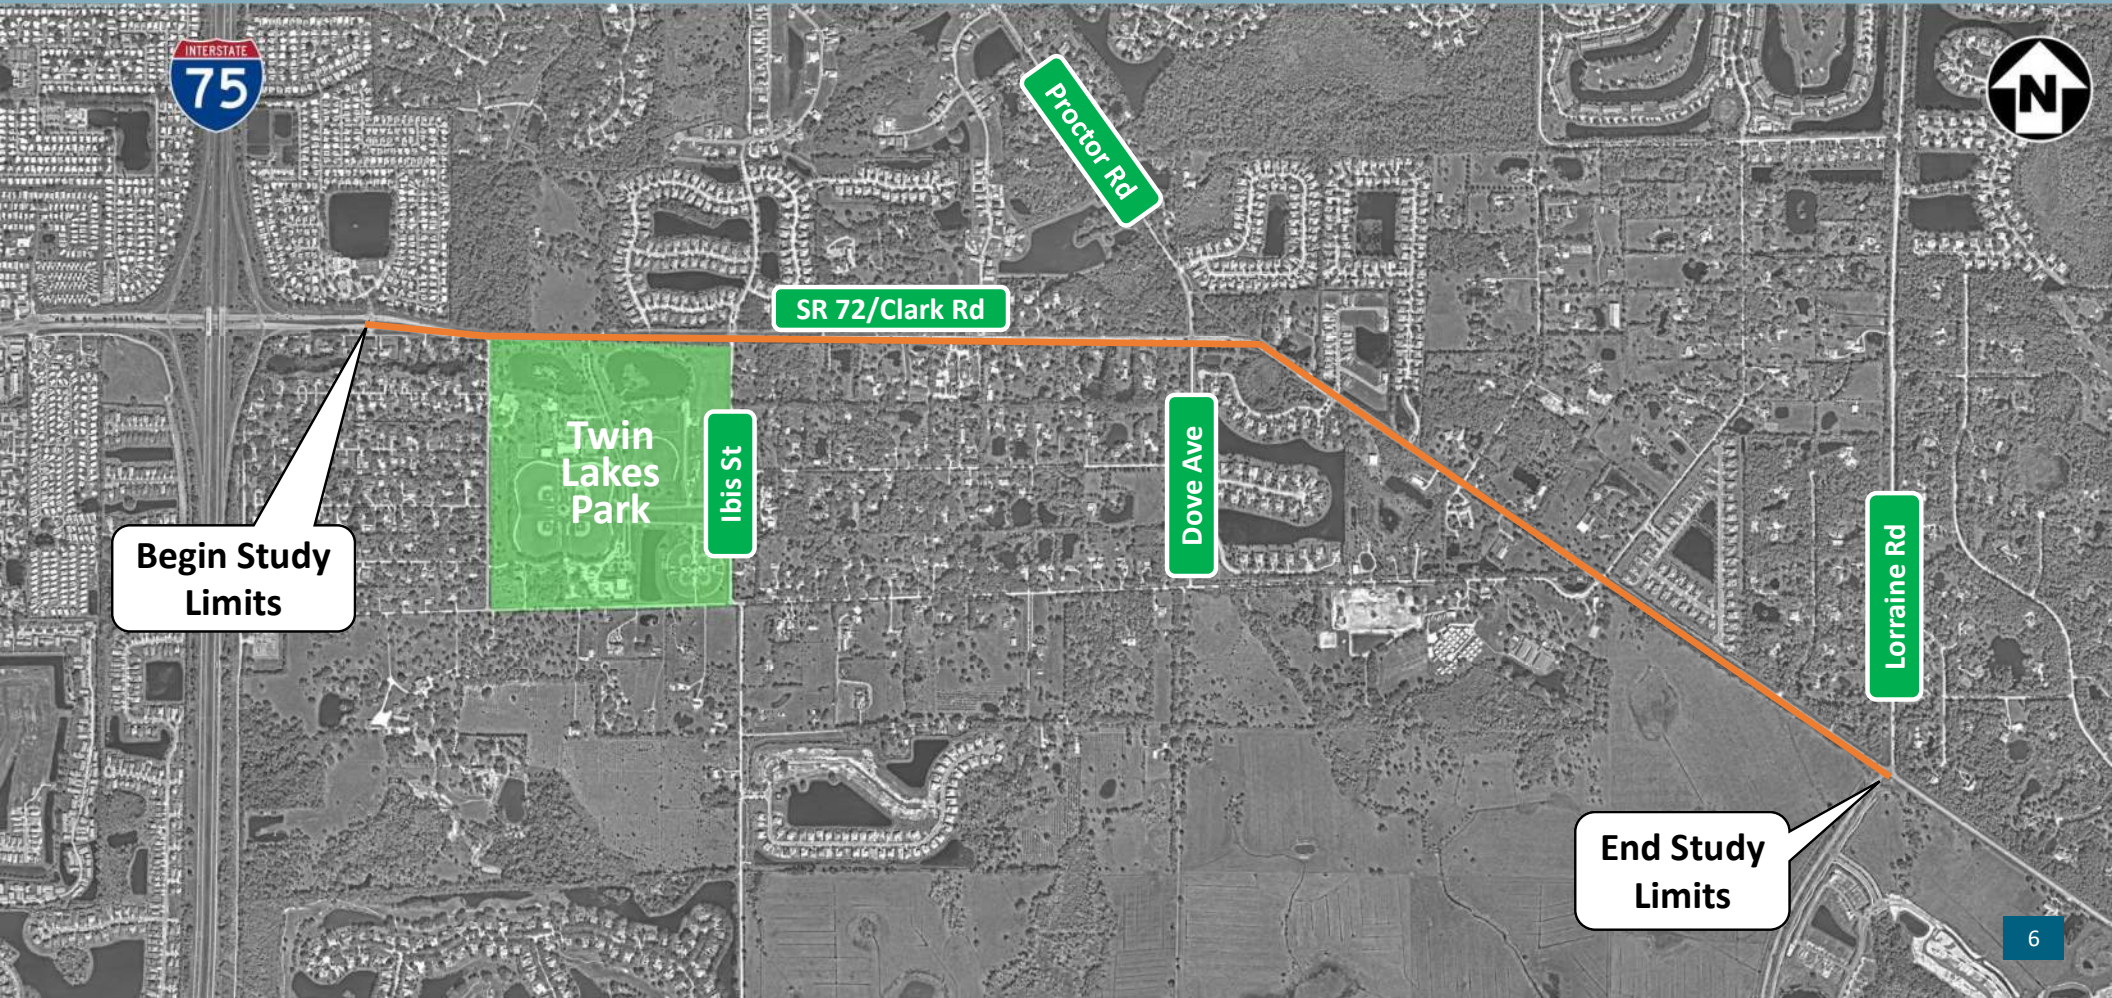 INTERSTATE
75
N
Proctor Rd
SR 72/Clark Rd
Twin
Lakes
Park
Ibis St
Dove Ave
Lorraine Rd
Begin Study
Limits
End Study
Limits
6